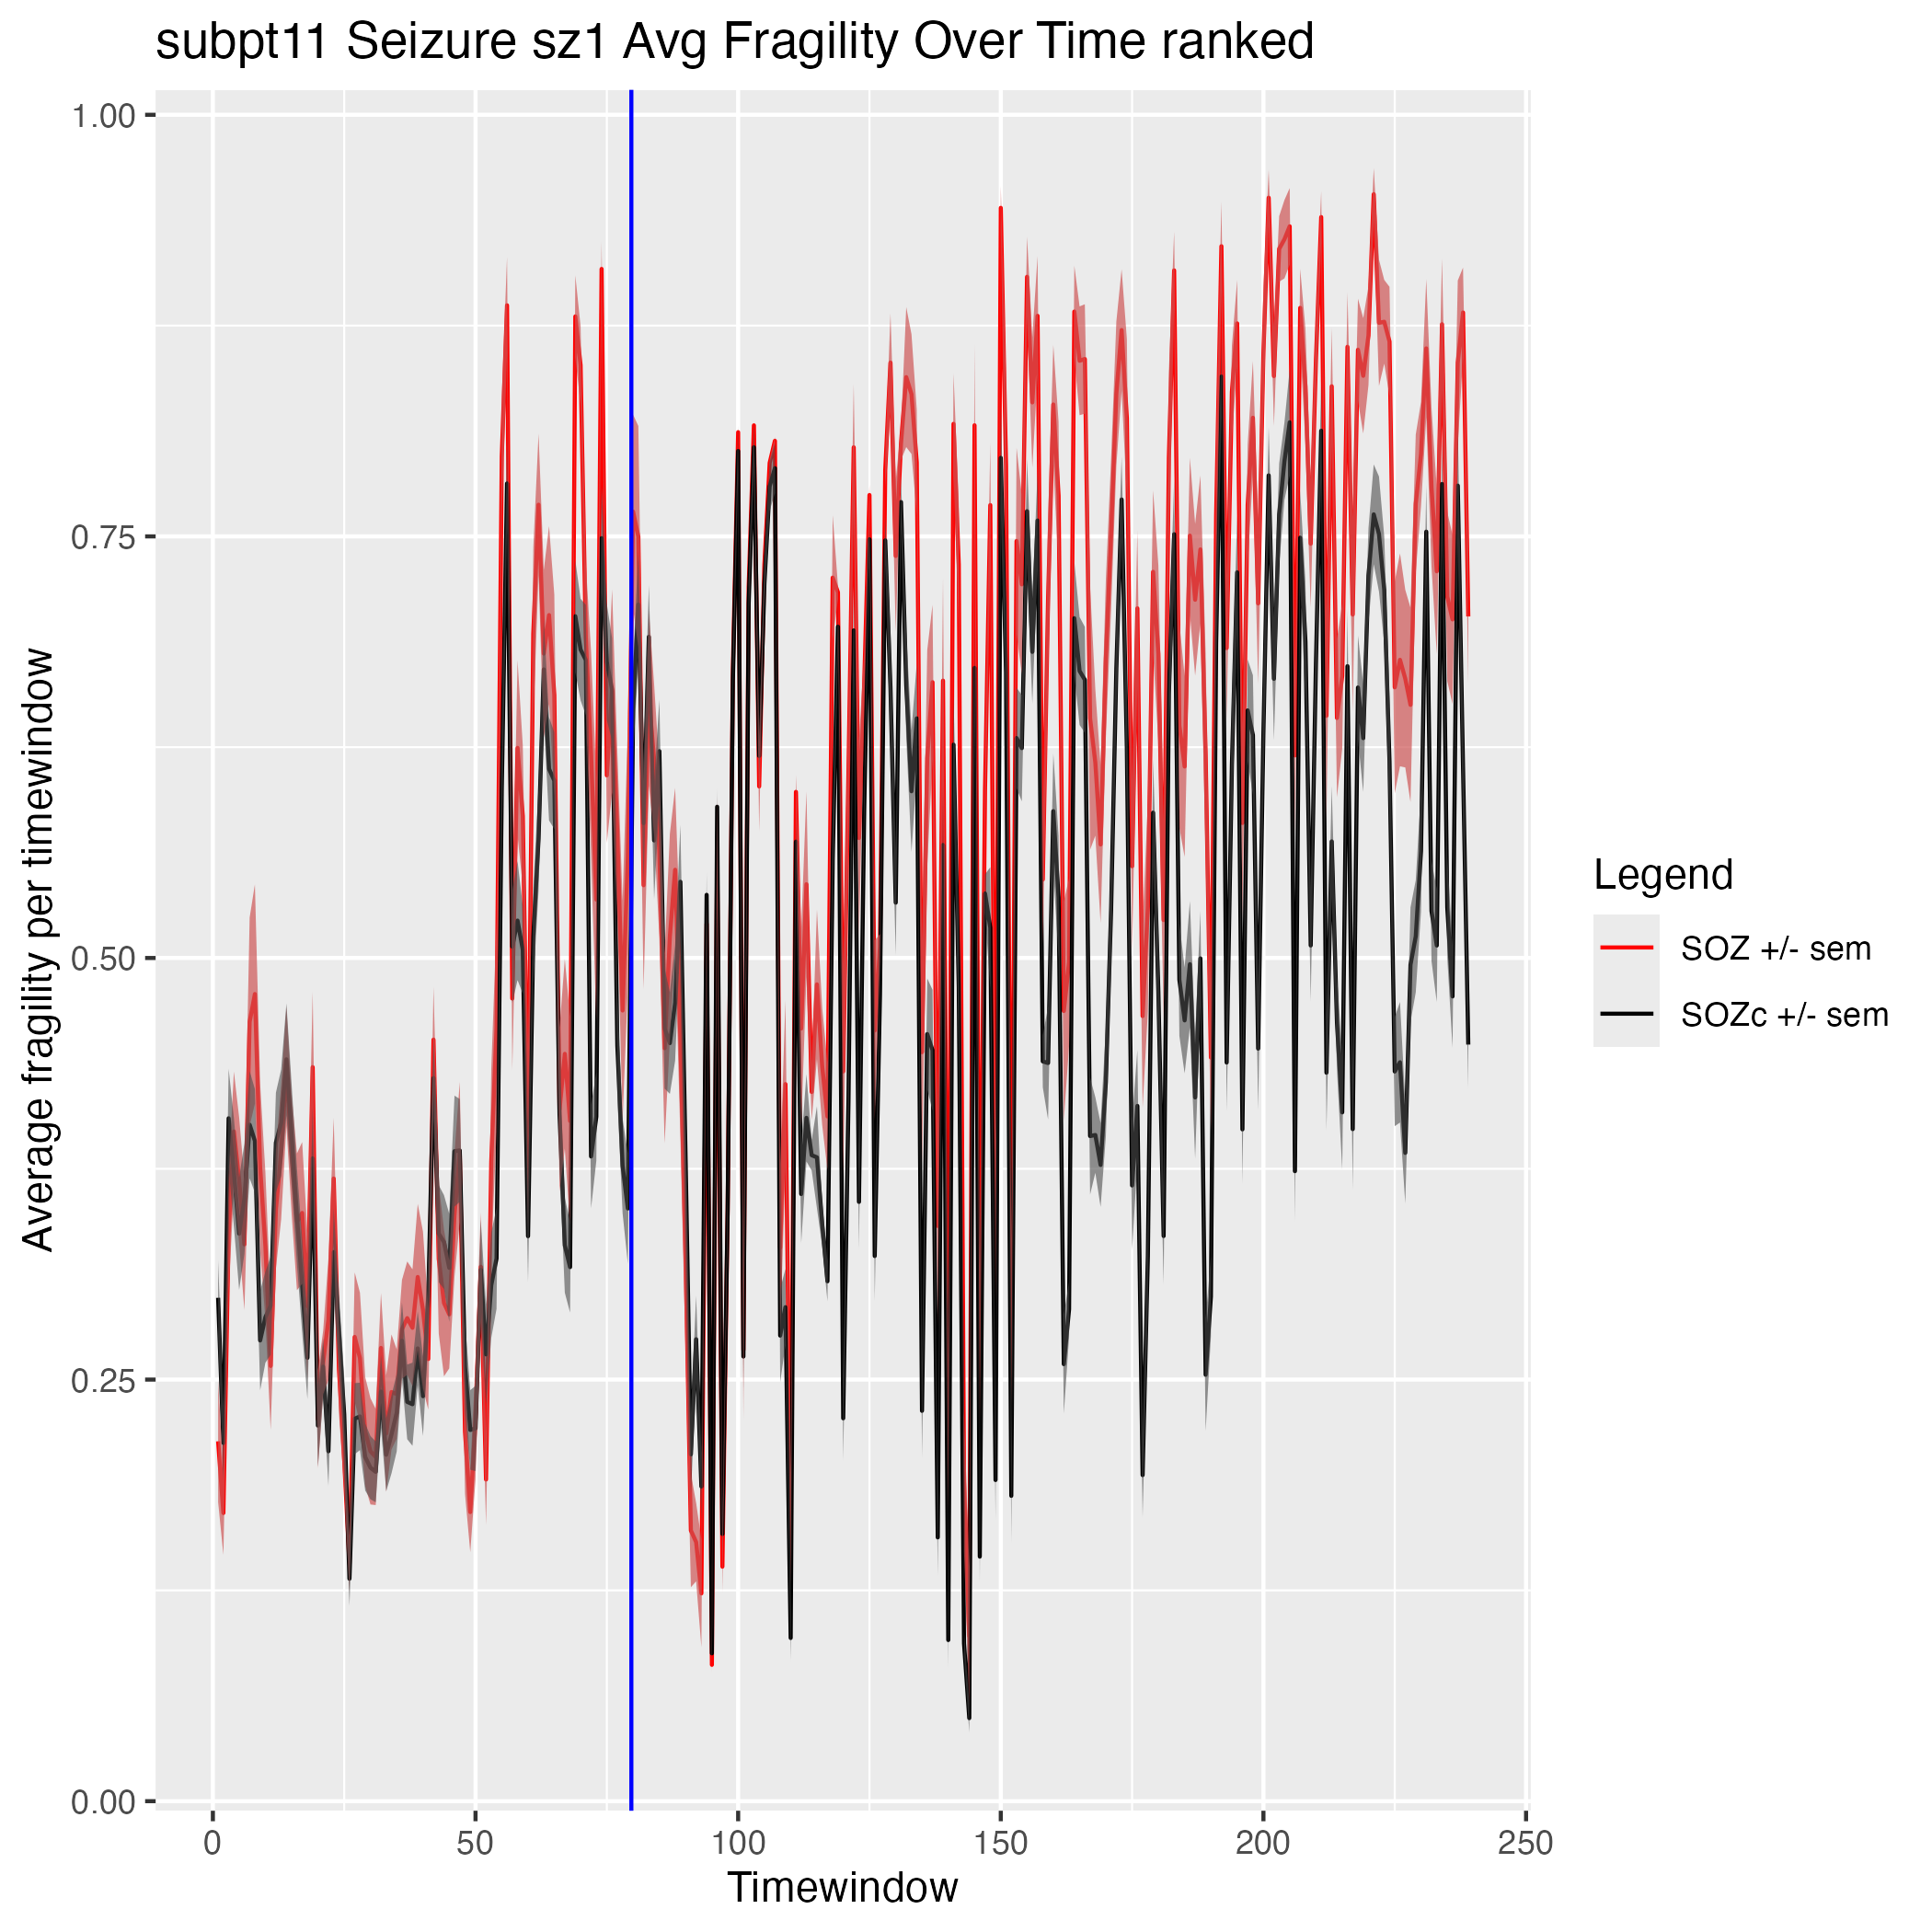 subpt11 Seizure sz1 Avg Fragility Over Time ranked
1.00
0.75
0.50
0.25
0.00
Average fragility per timewindow
0 50 100 150 200 250
Timewindow
Legend
SOZ +/- sem
SOZc +/- sem